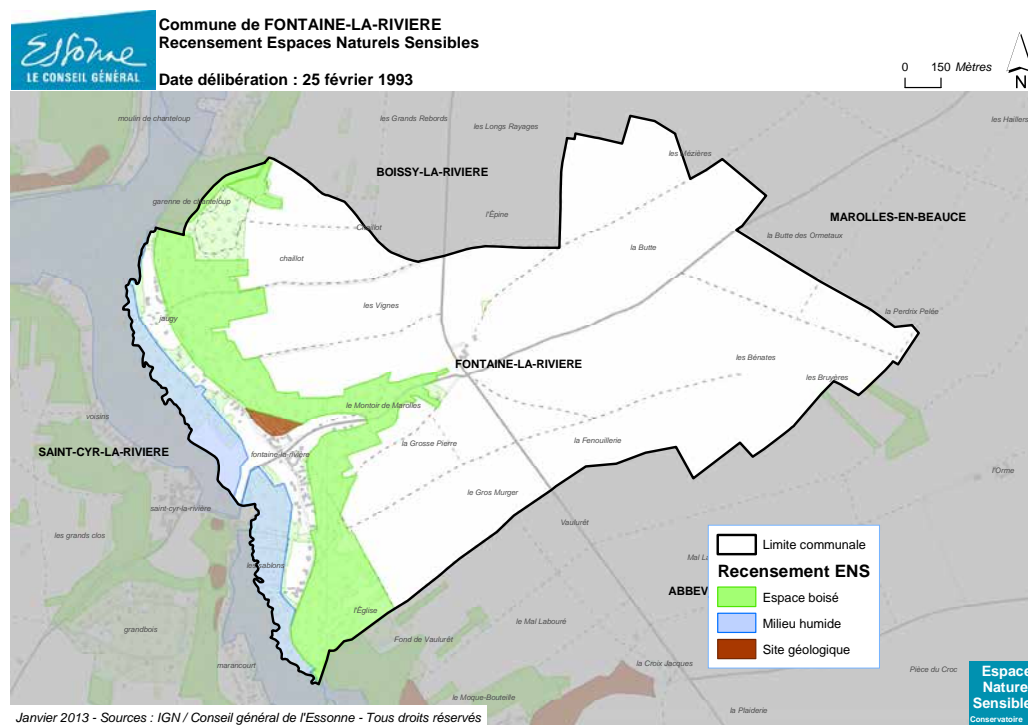 Essonne
LE CONSEIL GÉNÉRAL
Commune de FONTAINE-LA-RIVIERE
Recensement Espaces Naturels Sensibles
Date délibération : 25 février 1993
0 150 Mètres
N
moulin de chanteloup
les Grands Rebords
les Longs Rayages
les Haillers
les Mézières
BOISSY-LA-RIVIERE
garenne de chanteloup
l'Épine
MAROLLES-EN-BEAUCE
Chaillot
la Butte des Ormetaux
la Butte
chaillot
les Vignes
la Perdrix Pelée
jaugy
les Bénates
FONTAINE-LA-RIVIERE
les Bruyères
le Montoir de Marolles
voisins
la Grosse Pierre
la Fenouillerie
SAINT-CYR-LA-RIVIERE
fontaine-la-rivière
l'Orme
le Gros Murger
saint-cyr-la-rivière
Vaulurêt
les grands clos
Mal L
les sablons
ABBEV
l'Église
le Mal Labouré
grandbois
Fond de Vaulurêt
marancourt
la Croix Jacques
Pièce du Croc
le Moque-Bouteille
la Plaiderie
Limite communale
Recensement ENS
Espace boisé
Milieu humide
Site géologique
Espace
Nature
Sensible
Conservatoire
Janvier 2013 - Sources : IGN / Conseil général de l'Essonne - Tous droits réservés